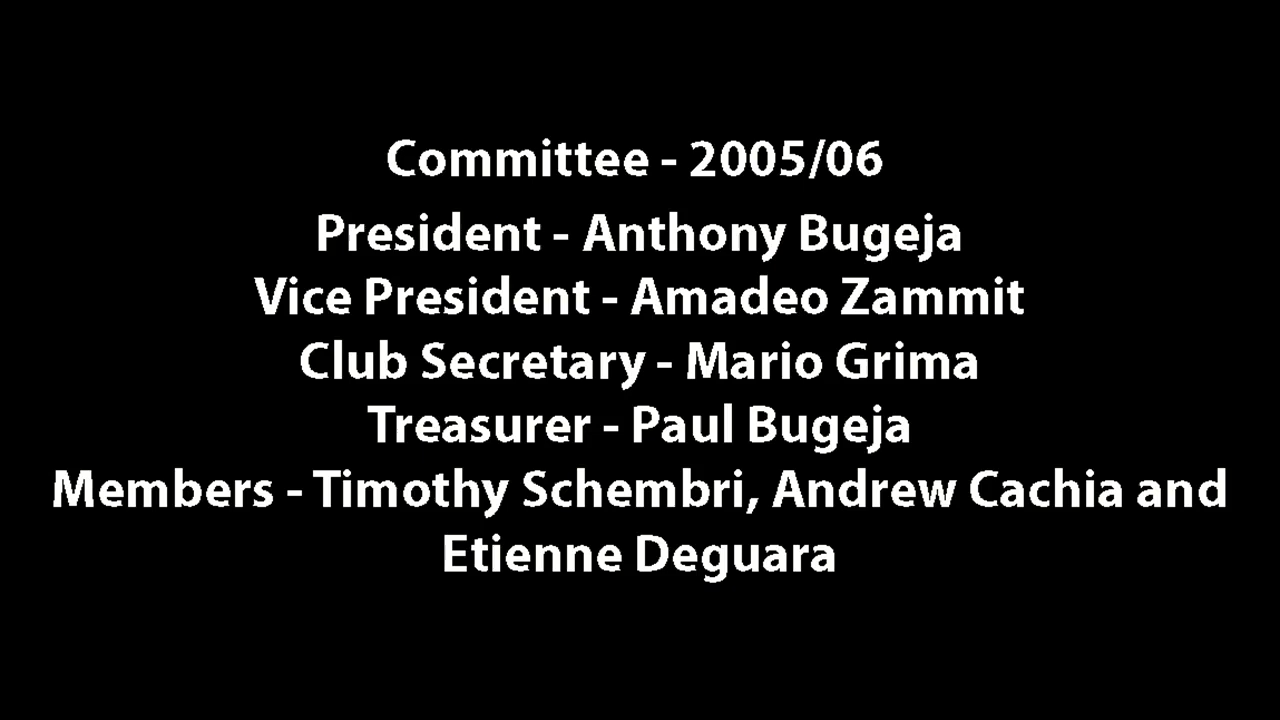 Committee - 2005/06
President - Anthony Bugeja
Vice President - Amadeo Zammit
Club Secretary - Mario Grima
Treasurer - Paul Bugeja
Members - Timothy Schembri, Andrew Cachia and
Etienne Deguara